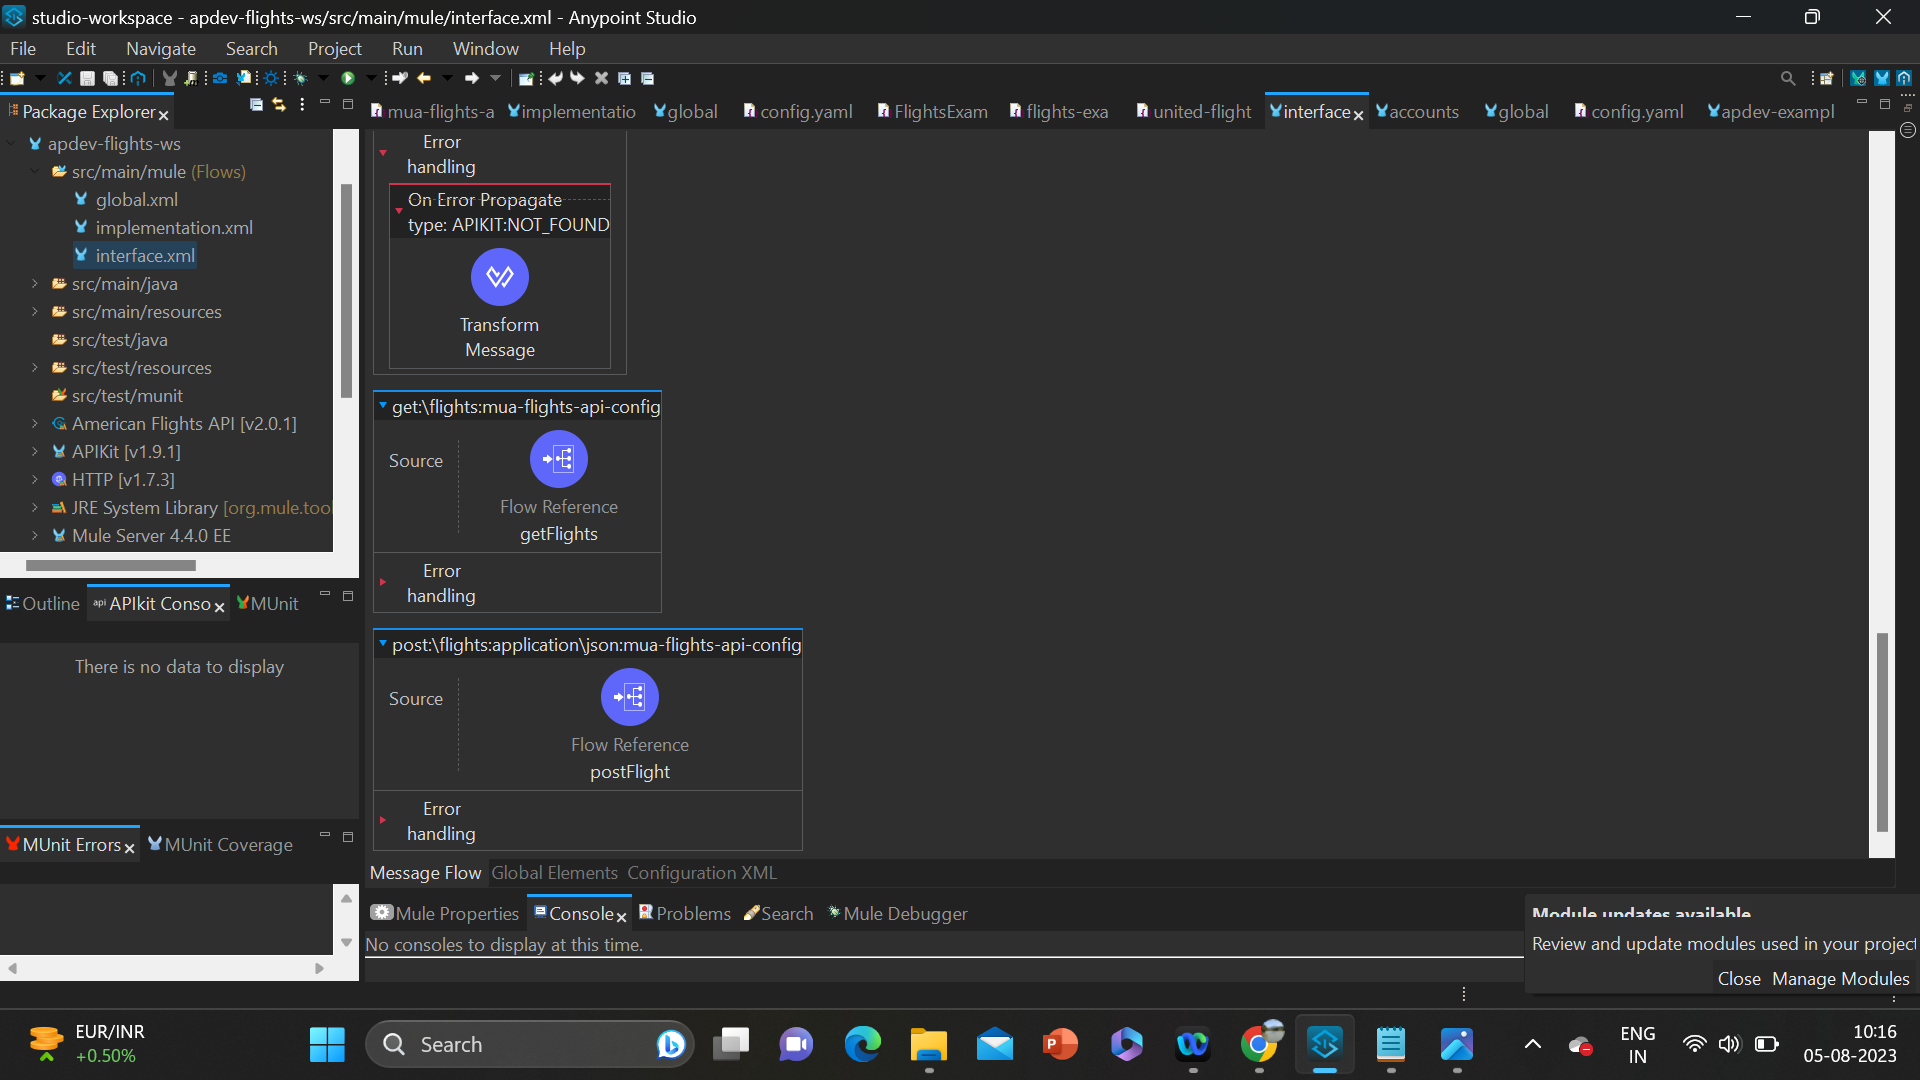 studio-workspace - apdev-flights-ws/src/main/mule/interface.xml - Anypoint Studio
File Edit Navigate Search Project Run Window Help
Package Explorer
mua-flights-a implementatio global config.yaml FlightsExam flights-exa united-flight interface accounts global config.yaml apdev-exampl
apdev-flights-ws
src/main/mule (Flows)
global.xml
implementation.xml
interface.xml
src/main/java
src/main/resources
src/test/java
src/test/resources
src/test/munit
American Flights API [v2.0.1]
APIKit [v1.9.1]
HTTP [v1.7.3]
JRE System Library [org.mule.tool
Mule Server 4.4.0 EE
Error
handling
On Error Propagate
type: APIKIT:NOT_FOUND
Transform
Message
get:\flights:mua-flights-api-config
Source
Flow Reference
getFlights
Error
handling
post:\flights:application\json:mua-flights-api-config
Source
Flow Reference
postFlight
Error
handling
Outline api APIkit Conso MUnit
There is no data to display
MUnit Errors MUnit Coverage
Message Flow Global Elements Configuration XML
Mule Properties Console Problems Search Mule Debugger
No consoles to display at this time.
Module updates available
Review and update modules used in your project
Close Manage Modules
EUR/INR
+0.50%
Search
ENG
IN
10:16
05-08-2023